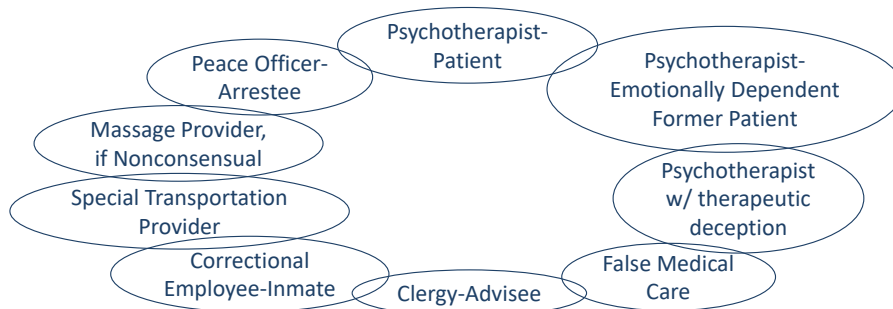 Psychotherapist-
Patient
Psychotherapist-
Emotionally Dependent
Former Patient
Psychotherapist
w/ therapeutic
deception
False Medical
Care
Clergy-Advisee
Correctional
Employee-Inmate
Special Transportation
Provider
Massage Provider,
if Nonconsensual
Peace Officer-
Arrestee